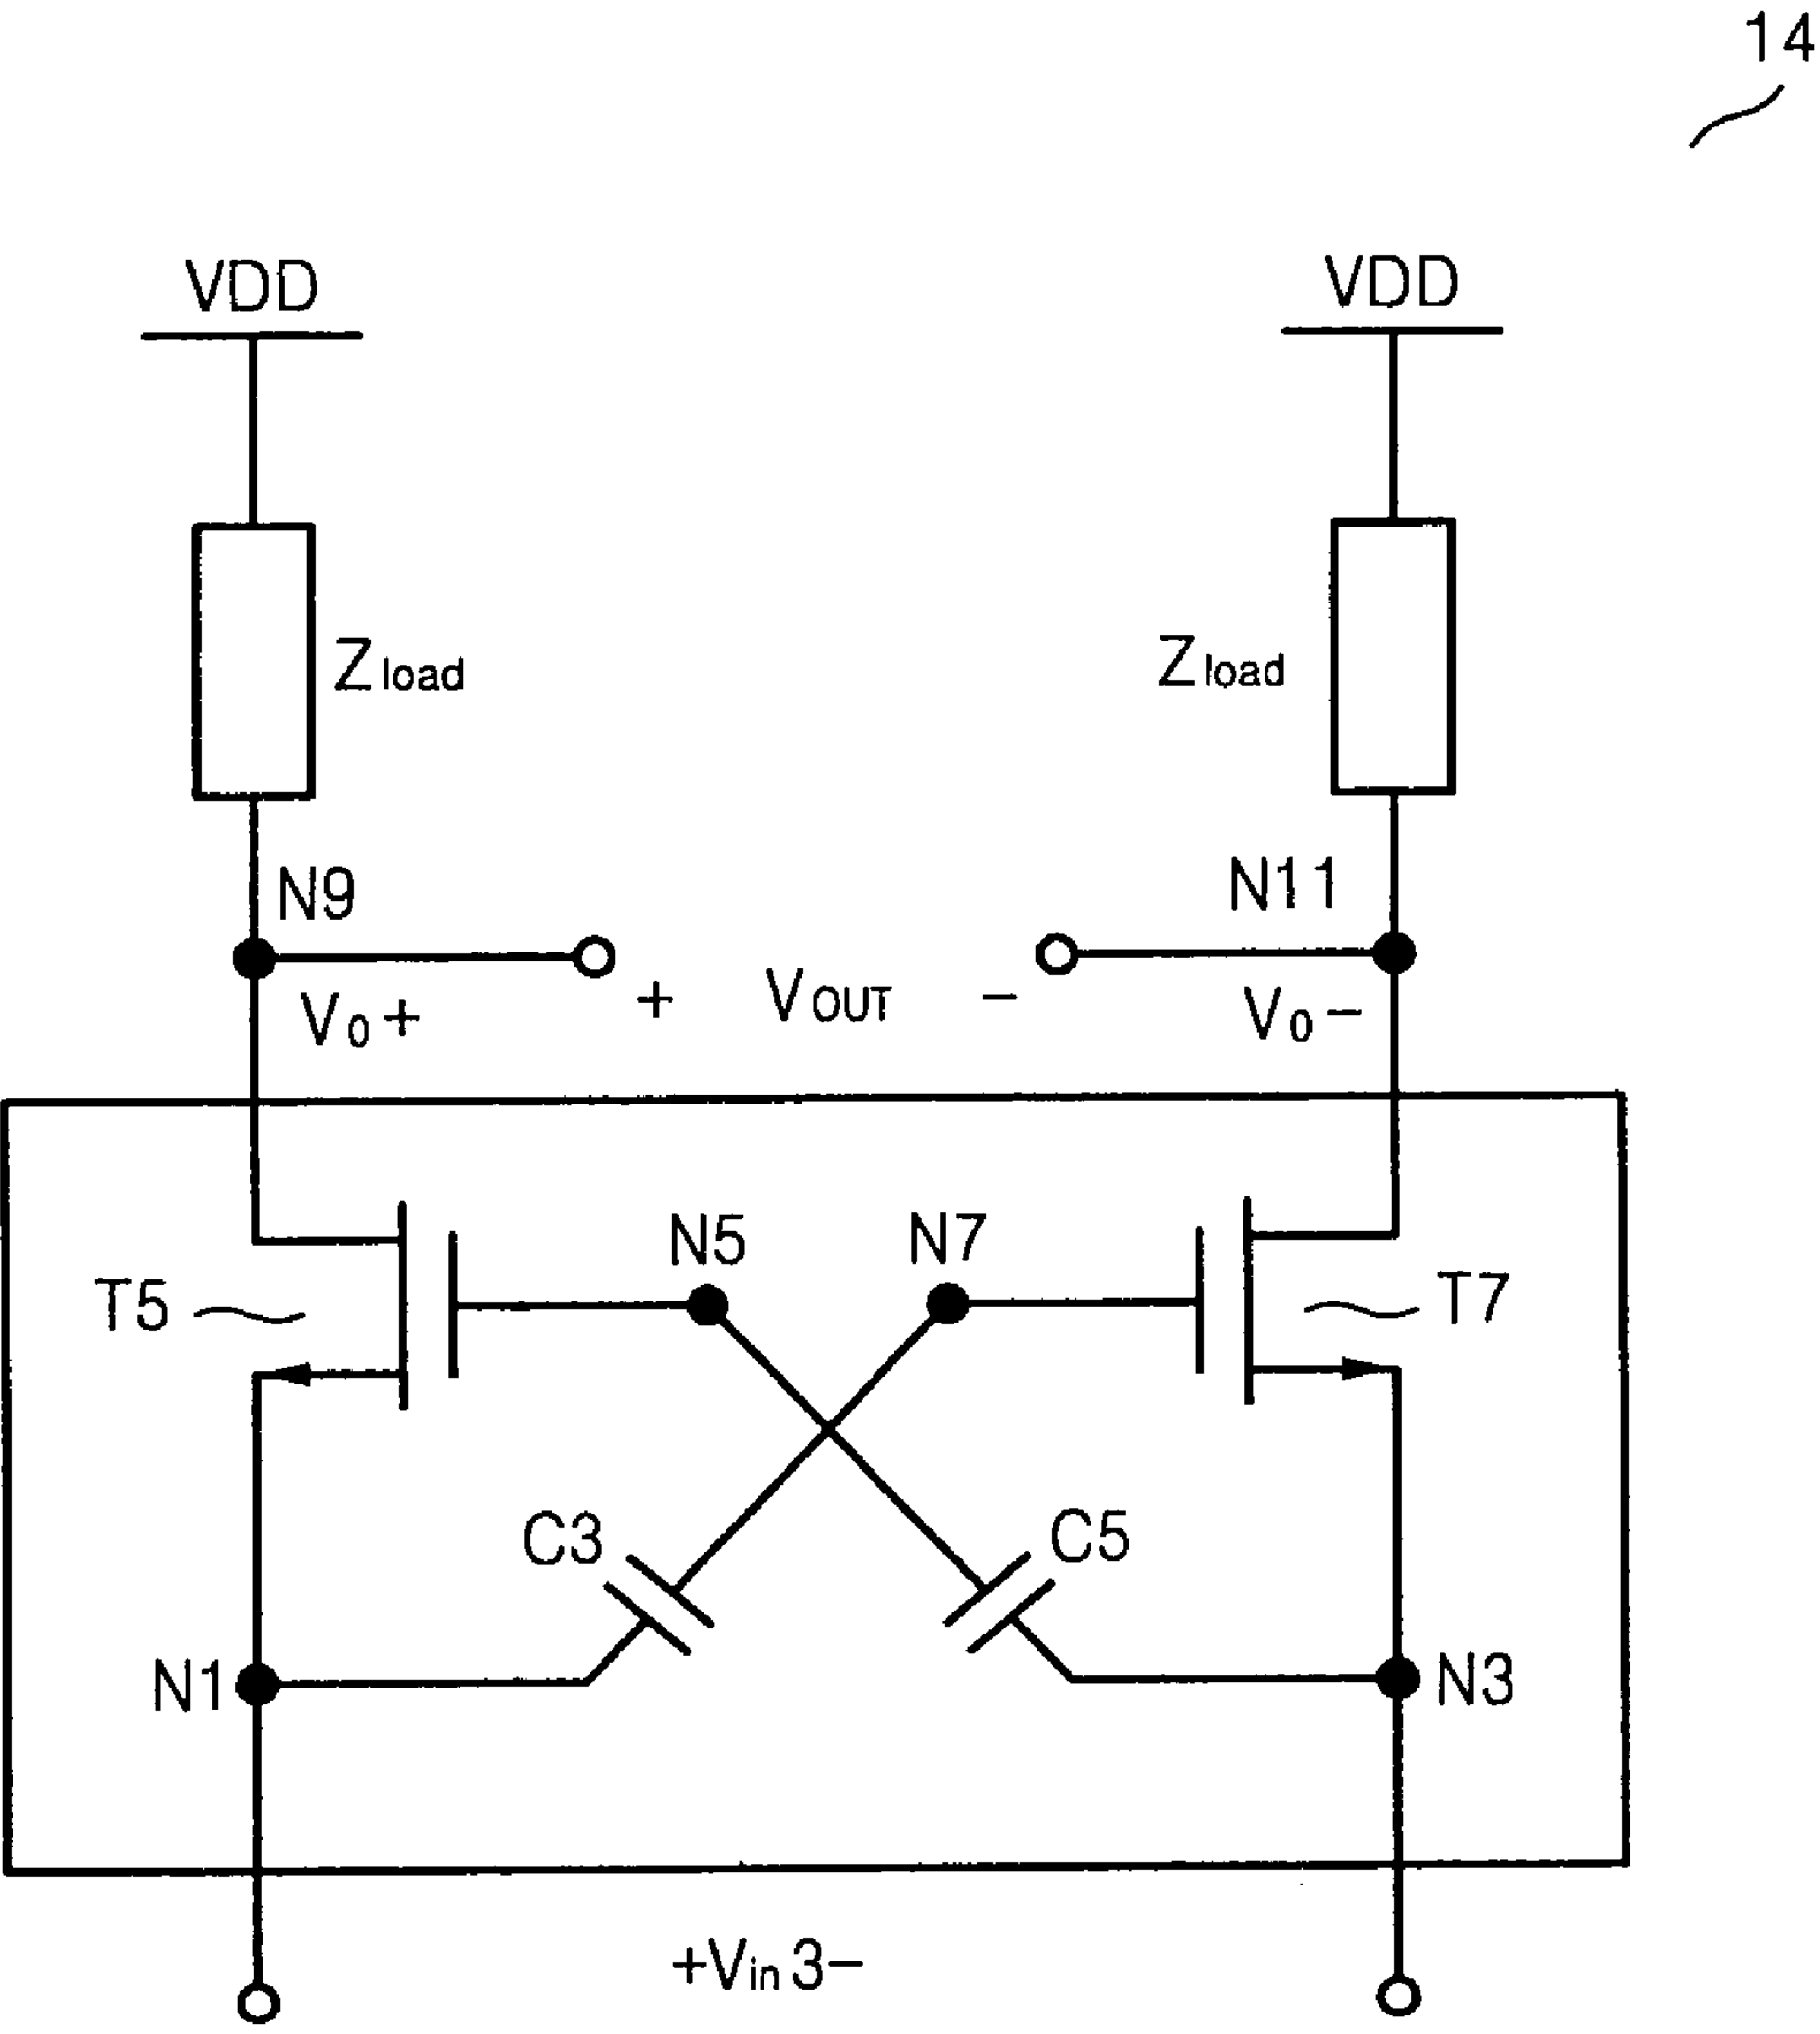 14
VDD VDD
Zload Zload
N9 N11
V0+ + VOUT - V0-
T5 N5 N7 T7
C3 C5
N1 N3
+Vin3-